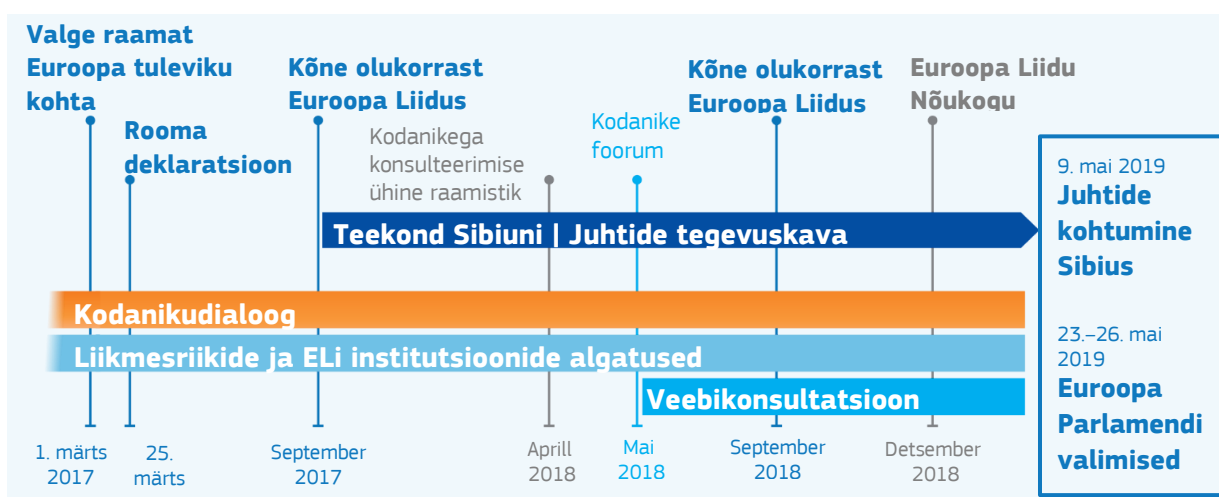 Valge raamat
Euroopa tuleviku
kohta
Rooma
deklaratsioon
Kõne olukorrast
Euroopa Liidus
Kodanikega
konsulteerimise
ühine raamistik
Kodanike
foorum
Kõne olukorrast
Euroopa Liidus
Euroopa Liidu
Nõukogu
Teekond Sibiuni | Juhtide tegevuskava
Kodanikudialoog
Liikmesriikide ja ELi institutsioonide algatused
Veebikonsultatsioon
1. märts
2017
25.
märts
September
2017
Aprill
2018
Mai
2018
September
2018
Detsember
2018
9. mai 2019
Juhtide
kohtumine
Sibius
23.–26. mai
2019
Euroopa
Parlamendi
valimised